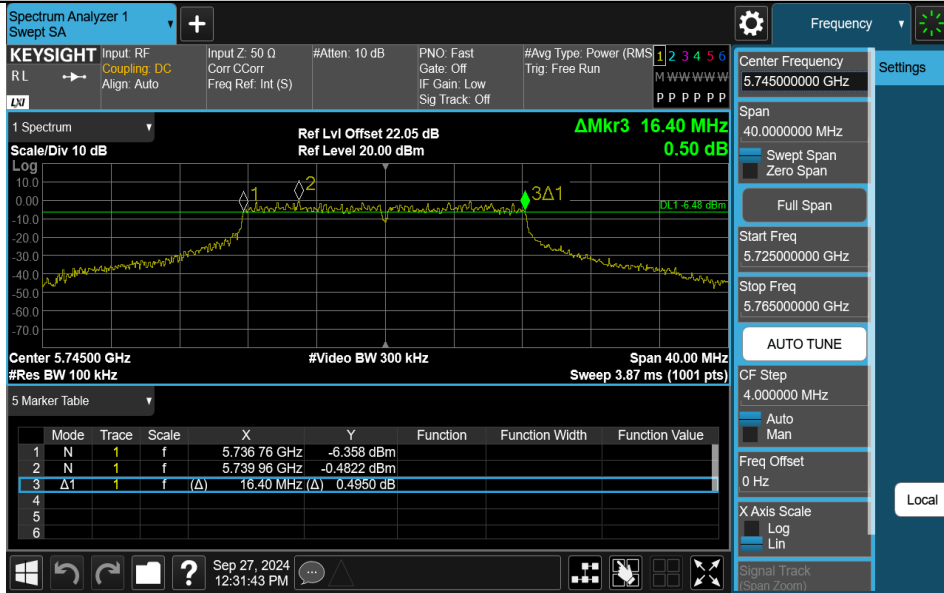 Spectrum Analyzer 1
Swept SA
+
Frequency
KEYSIGHT
RL
LXI
Input: RF
Coupling: DC
Align: Auto
Input Z: 50 Ω
Corr CCorr
Freq Ref: Int (S)
#Atten: 10 dB
PNO: Fast
Gate: Off
IF Gain: Low
Sig Track: Off
#Avg Type: Power (RMS
Trig: Free Run
1 2 3 4 5 6
M W W W W W
P P P P P P
1 Spectrum
Scale/Div 10 dB
Ref Lvl Offset 22.05 dB
Ref Level 20.00 dBm
ΔMkr3 16.40 MHz
0.50 dB
Log
10.0
0.00
-10.0
-20.0
-30.0
-40.0
-50.0
-60.0
-70.0
1
2
3Δ1
DL1 -6.48 dBm
Center 5.74500 GHz
#Video BW 300 kHz
Span 40.00 MHz
#Res BW 100 kHz
Sweep 3.87 ms (1001 pts)
5 Marker Table
Mode Trace Scale X Y Function Function Width Function Value
1 N 1 f 5.736 76 GHz -6.358 dBm
2 N 1 f 5.739 96 GHz -0.4822 dBm
3 Δ1 1 f (Δ) 16.40 MHz (Δ) 0.4950 dB
4
5
6
?
Sep 27, 2024
12:31:43 PM
Center Frequency
5.745000000 GHz
Settings
Span
40.0000000 MHz
Swept Span
Zero Span
Full Span
Start Freq
5.725000000 GHz
Stop Freq
5.765000000 GHz
AUTO TUNE
CF Step
4.000000 MHz
Auto
Man
Freq Offset
0 Hz
Local
X Axis Scale
Log
Lin
Signal Track
(Span Zoom)